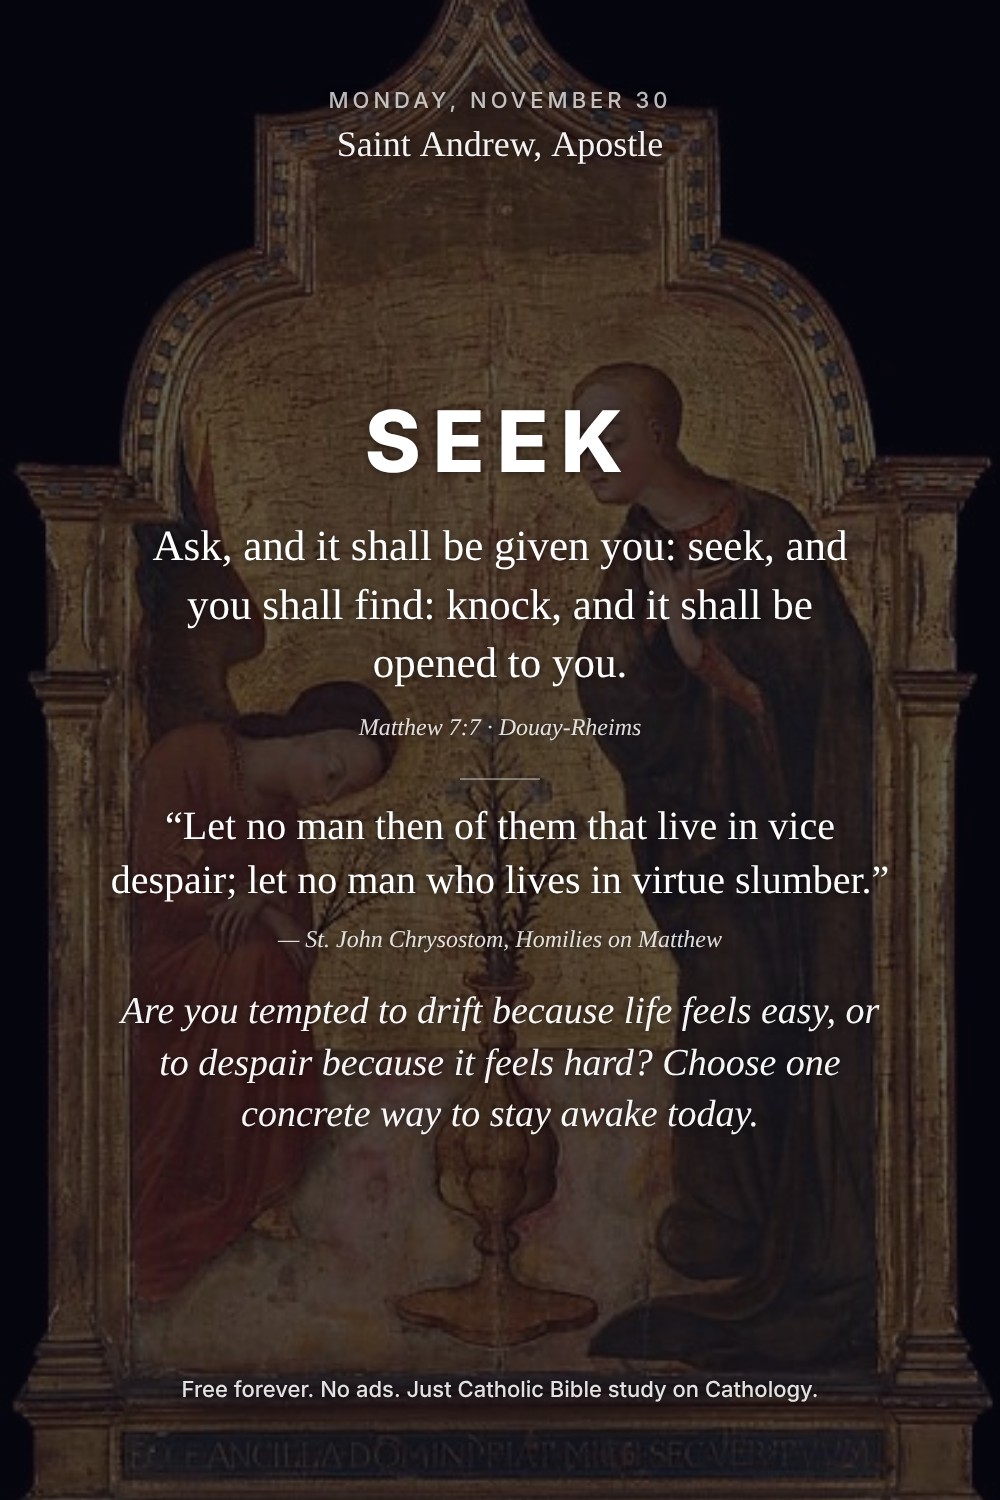 MONDAY, NOVEMBER 30
Saint Andrew, Apostle
SEEK
Ask, and it shall be given you: seek, and
you shall find: knock, and it shall be
opened to you.
Matthew 7:7 · Douay-Rheims
“Let no man then of them that live in vice
despair; let no man who lives in virtue slumber.”
— St. John Chrysostom, Homilies on Matthew
Are you tempted to drift because life feels easy, or
to despair because it feels hard? Choose one
concrete way to stay awake today.
Free forever. No ads. Just Catholic Bible study on Cathology.
ANCILLA DOMINI